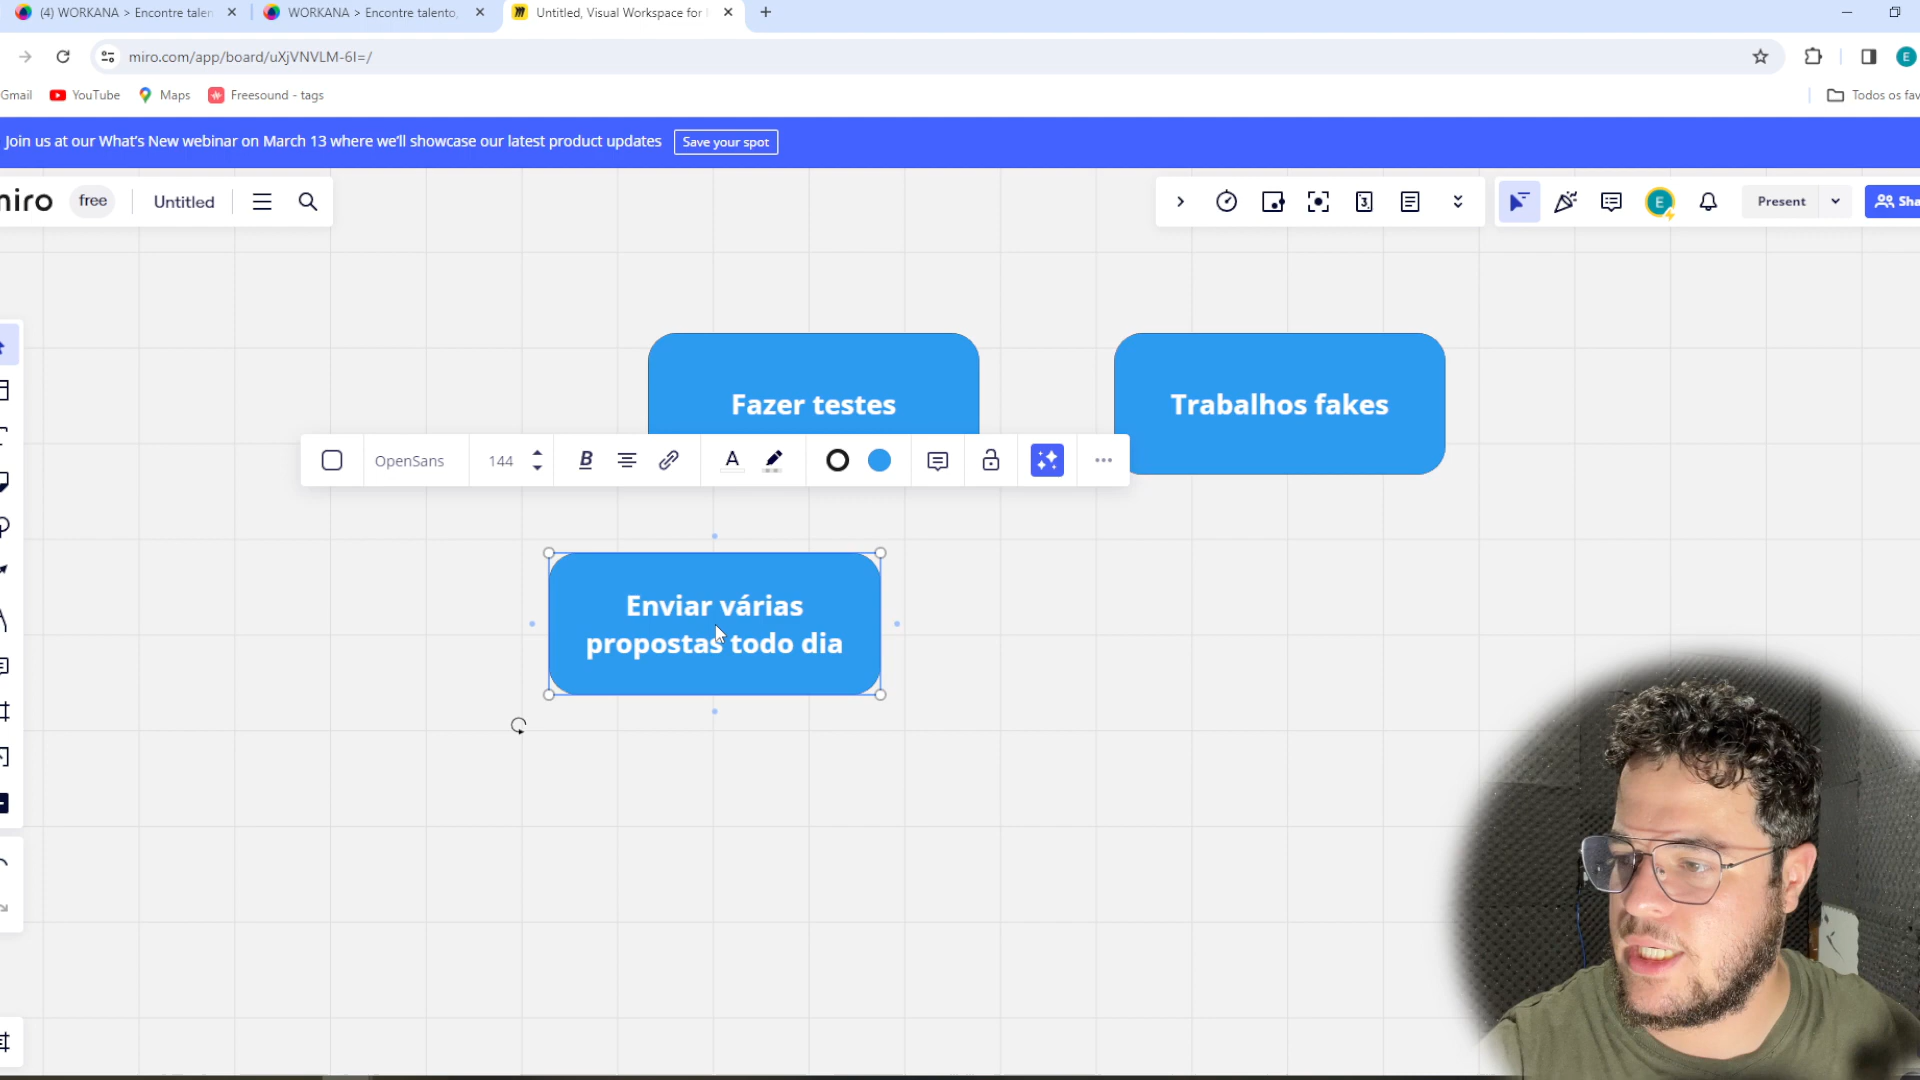 (4) WORKANA > Encontre talen
WORKANA > Encontre talento,
Untitled, Visual Workspace for
miro.com/app/board/uXjVNVLM-6I=/
E
Gmail
YouTube
Maps
Freesound - tags
Todos os fav
Join us at our What's New webinar on March 13 where we'll showcase our latest product updates
Save your spot
miro
free
Untitled
3
E
Present
Sha
Fazer testes
Trabalhos fakes
OpenSans
144
B
A
Enviar várias
propostas todo dia